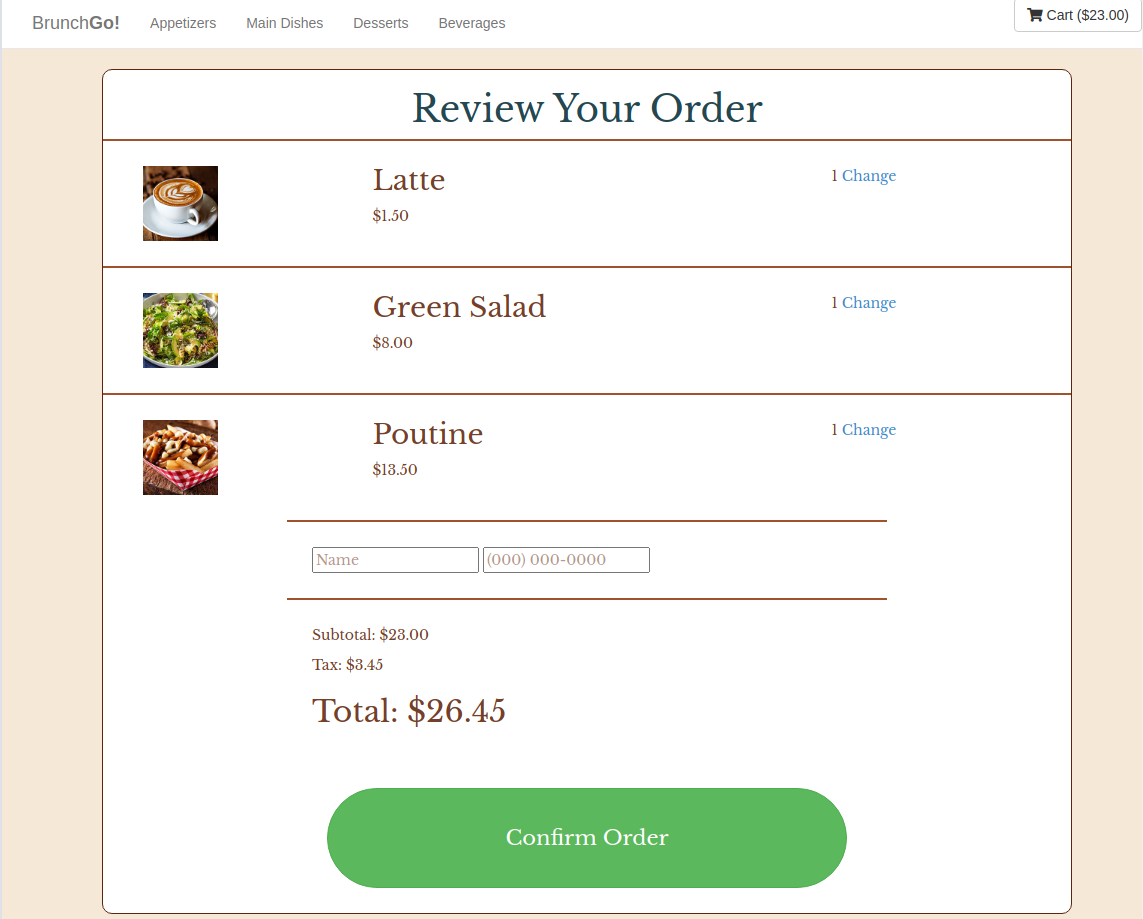 BrunchGo! Appetizers Main Dishes Desserts Beverages Cart ($23.00)
Review Your Order
Latte 1 Change
$1.50
Green Salad 1 Change
$8.00
Poutine 1 Change
$13.50
Name (000) 000-0000
Subtotal: $23.00
Tax: $3.45
Total: $26.45
Confirm Order